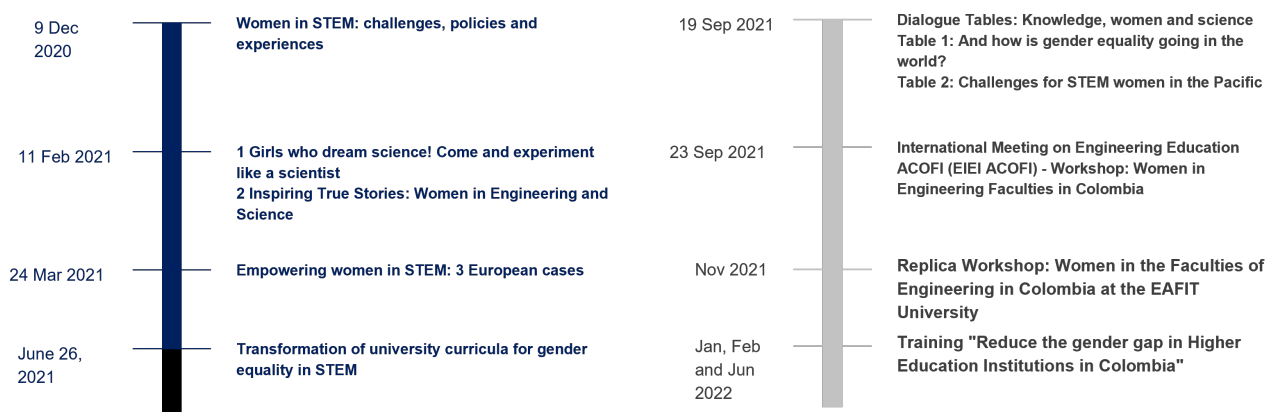 9 Dec
2020
Women in STEM: challenges, policies and
experiences
11 Feb 2021
1 Girls who dream science! Come and experiment
like a scientist
2 Inspiring True Stories: Women in Engineering and
Science
24 Mar 2021
Empowering women in STEM: 3 European cases
June 26,
2021
Transformation of university curricula for gender
equality in STEM
19 Sep 2021
Dialogue Tables: Knowledge, women and science
Table 1: And how is gender equality going in the
world?
Table 2: Challenges for STEM women in the Pacific
23 Sep 2021
International Meeting on Engineering Education
ACOFI (EIEI ACOFI) - Workshop: Women in
Engineering Faculties in Colombia
Nov 2021
Replica Workshop: Women in the Faculties of
Engineering in Colombia at the EAFIT
University
Jan, Feb
and Jun
2022
Training "Reduce the gender gap in Higher
Education Institutions in Colombia"